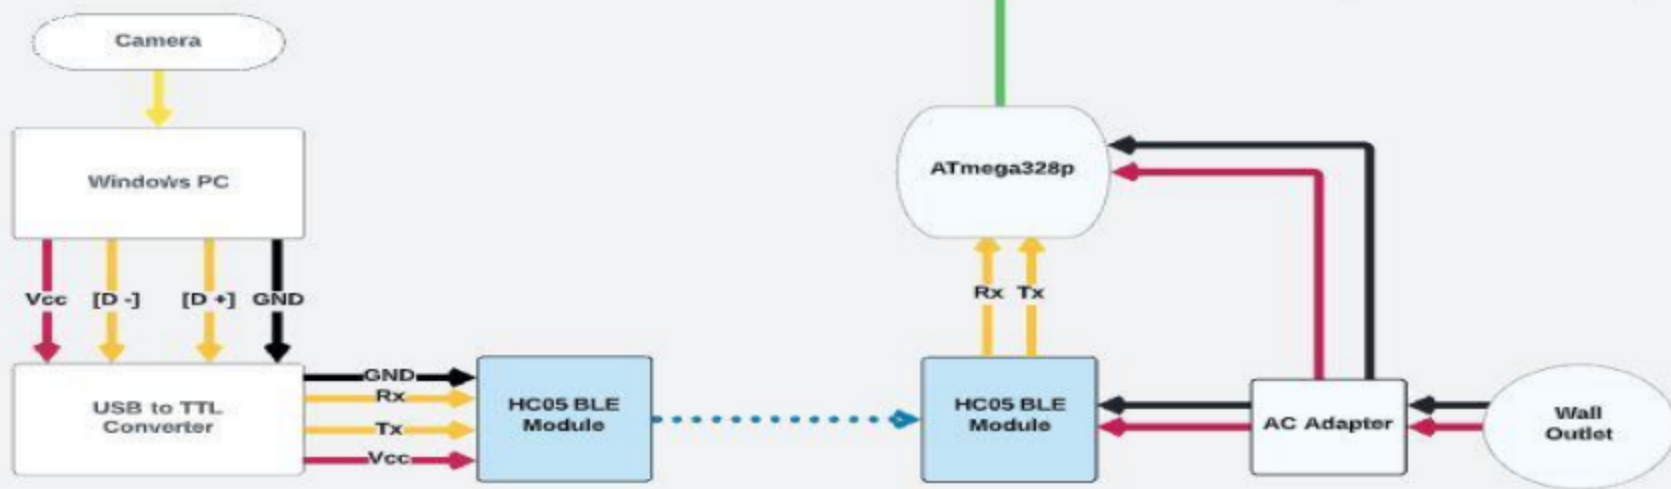 Camera
Windows PC
Vcc
[D -]
[D +]
GND
USB to TTL
Converter
GND
Rx
Tx
Vcc
HC05 BLE
Module
ATmega328p
Rx
Tx
HC05 BLE
Module
AC Adapter
Wall
Outlet